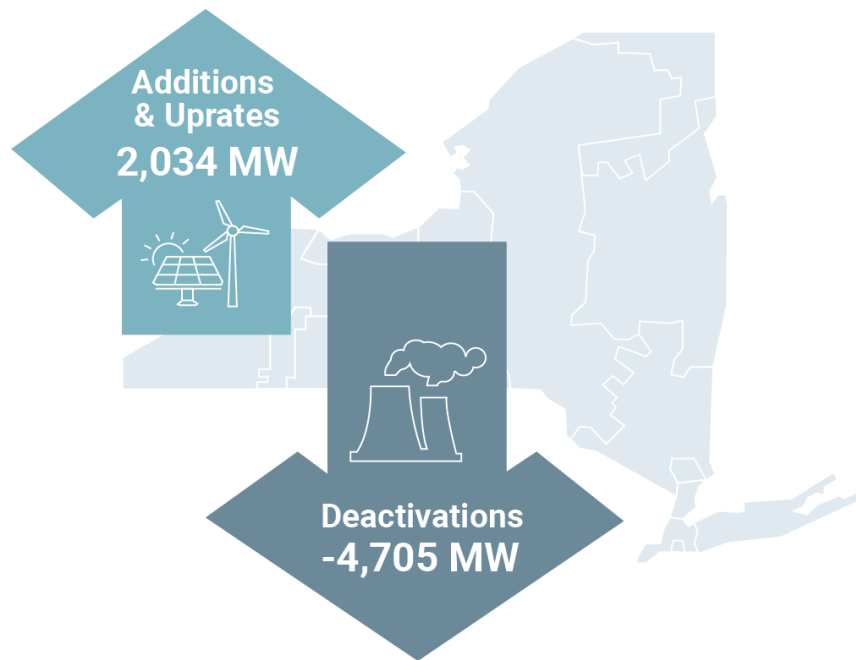 Additions
& Uprates
2,034 MW
Deactivations
-4,705 MW